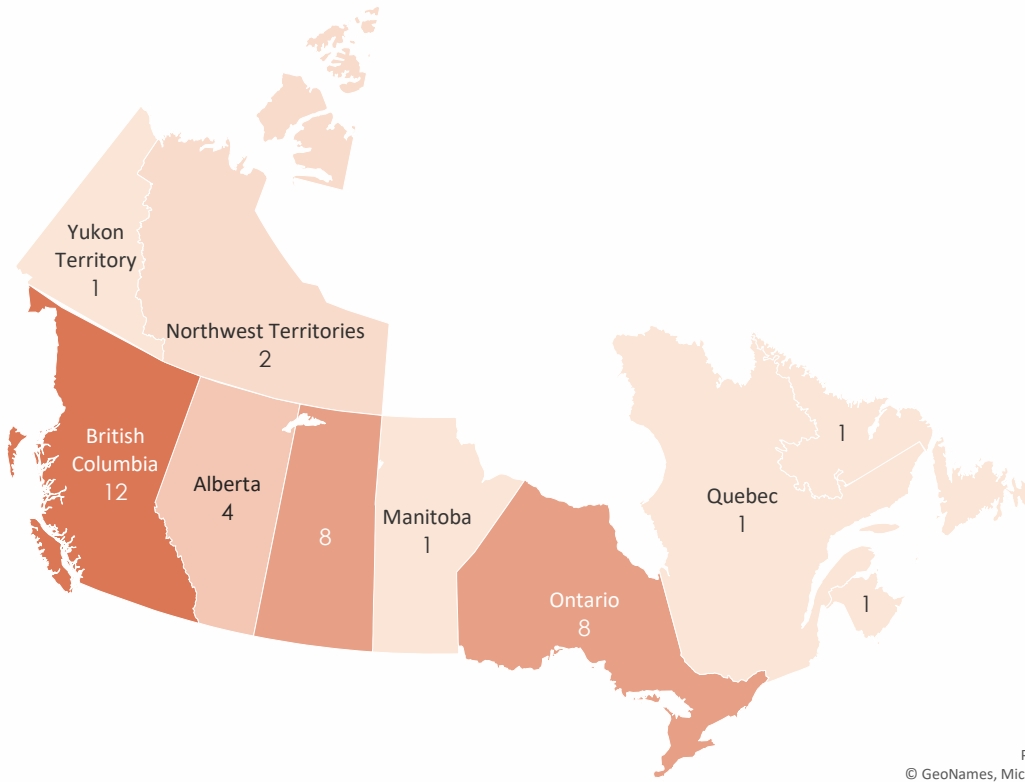 Yukon
Territory
1
Northwest Territories
2
British
Columbia
12
Alberta
4
8
Manitoba
1
Ontario
8
Quebec
1
1
1
P
© GeoNames, Mic